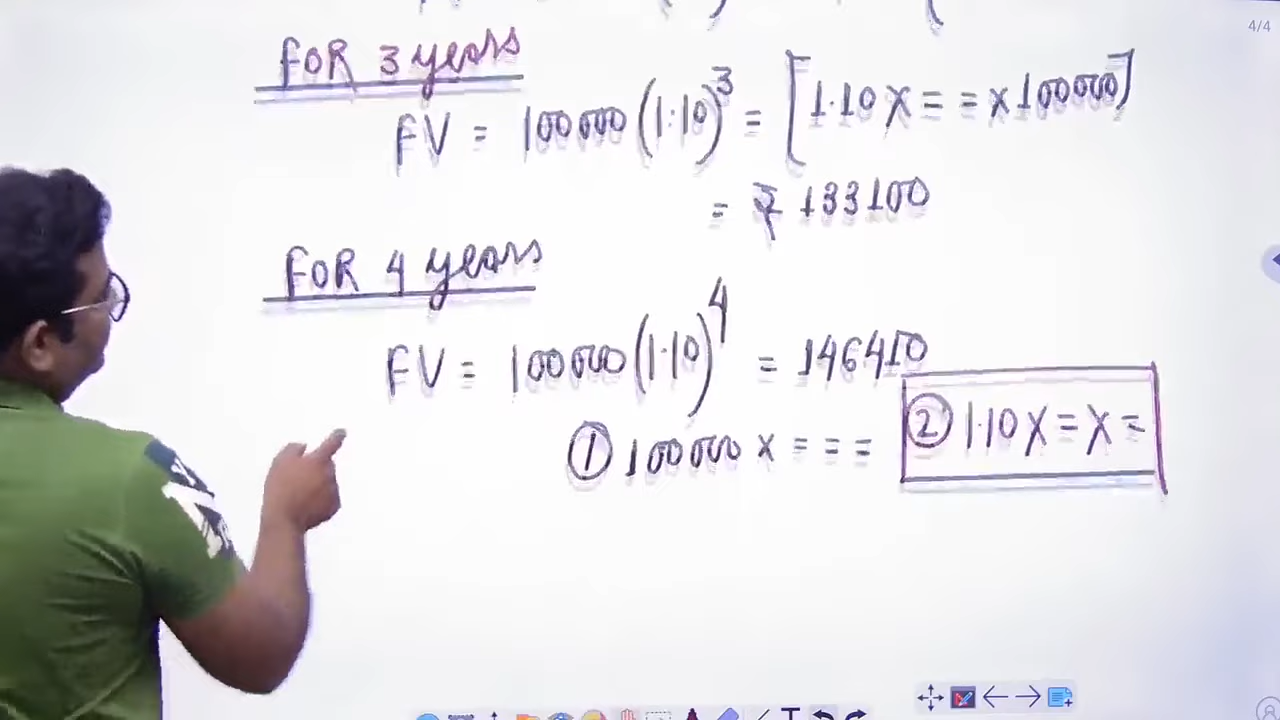 4/4
FOR 3 years
FV = 100000 (1.10)^3 = [1.10 X = = x 100000]
= ₹ 133100
FOR 4 years
FV = 100000 (1.10)^4 = 146410
① 100000 x = = =
② 1.10 X = X =